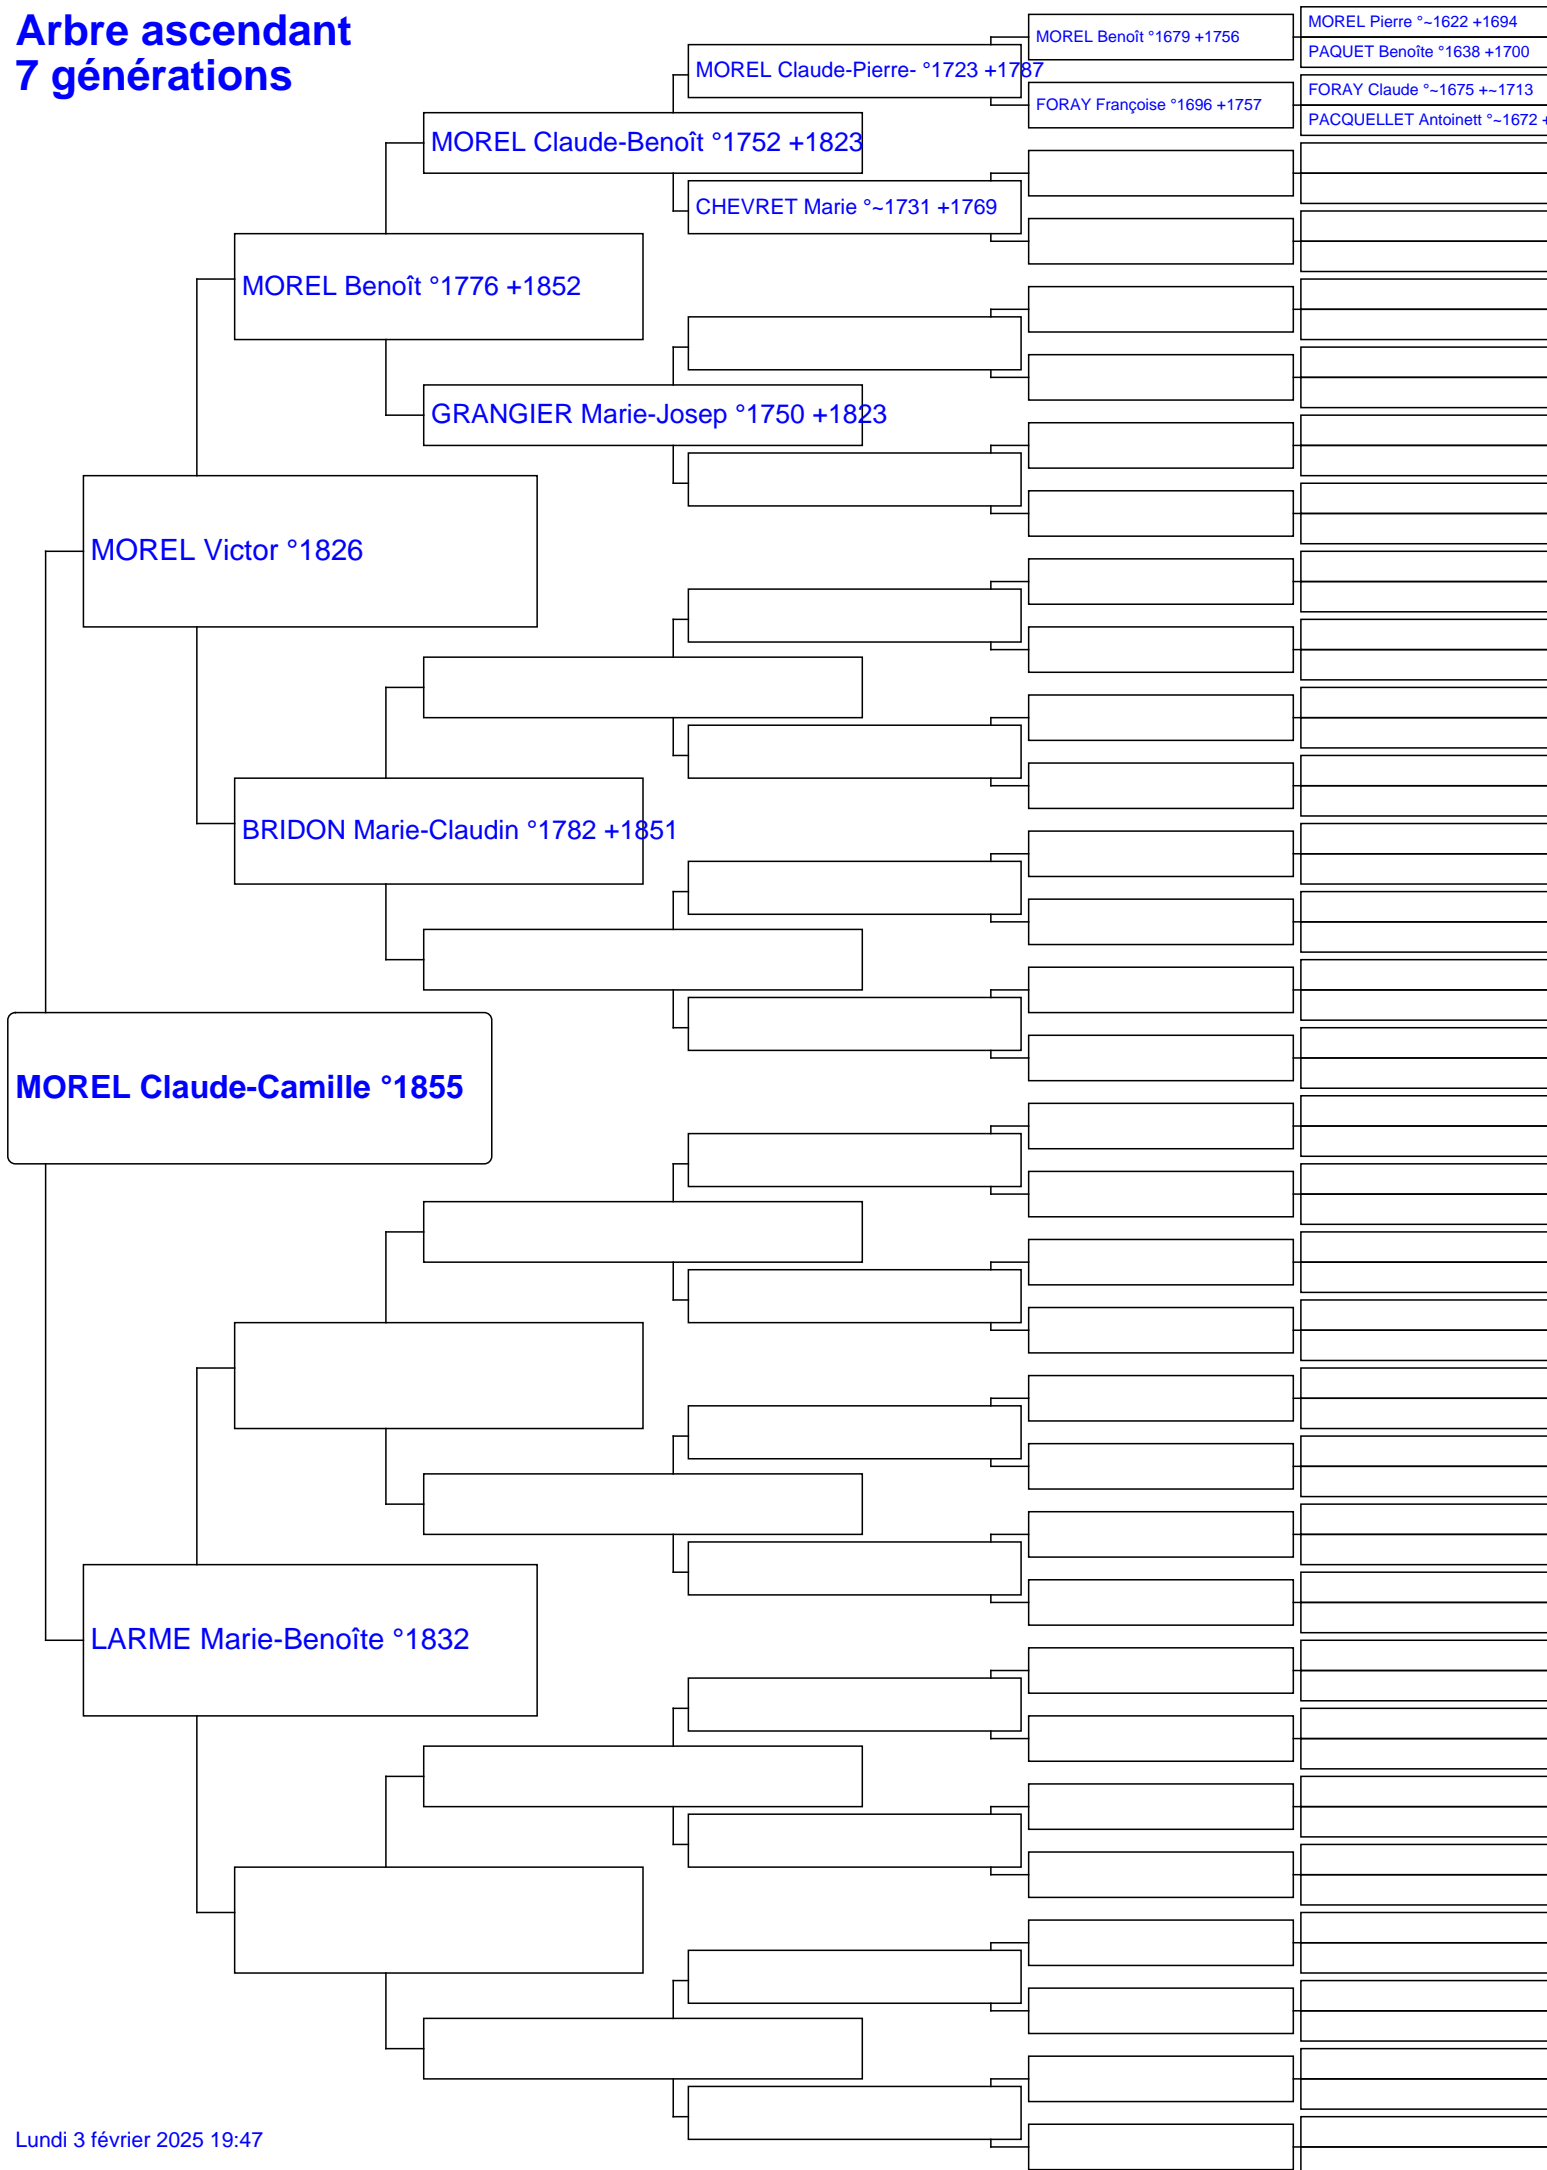 Arbre ascendant
7 générations
MOREL Pierre °~1622 +1694
MOREL Benoît °1679 +1756
PAQUET Benoîte °1638 +1700
MOREL Claude-Pierre- °1723 +1787
FORAY Claude °~1675 +~1713
FORAY Françoise °1696 +1757
PACQUELLET Antoinett °~1672 +
MOREL Claude-Benoît °1752 +1823
CHEVRET Marie °~1731 +1769
MOREL Benoît °1776 +1852
GRANGIER Marie-Josep °1750 +1823
MOREL Victor °1826
BRIDON Marie-Claudin °1782 +1851
MOREL Claude-Camille °1855
LARME Marie-Benoîte °1832
Lundi 3 février 2025 19:47